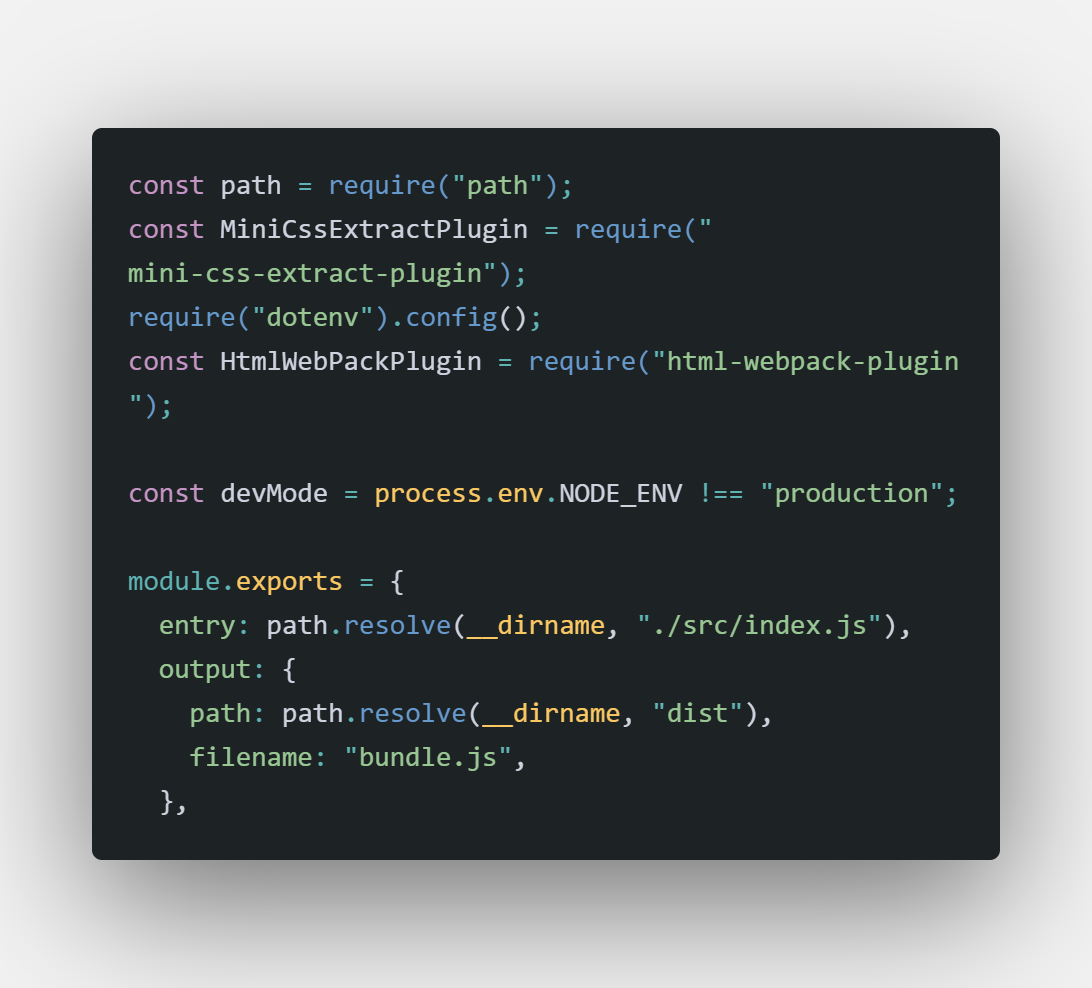 const path = require("path");
const MiniCssExtractPlugin = require("
mini-css-extract-plugin");
require("dotenv").config();
const HtmlWebPackPlugin = require("html-webpack-plugin
");

const devMode = process.env.NODE_ENV !== "production";

module.exports = {
  entry: path.resolve(__dirname, "./src/index.js"),
  output: {
    path: path.resolve(__dirname, "dist"),
    filename: "bundle.js",
  },